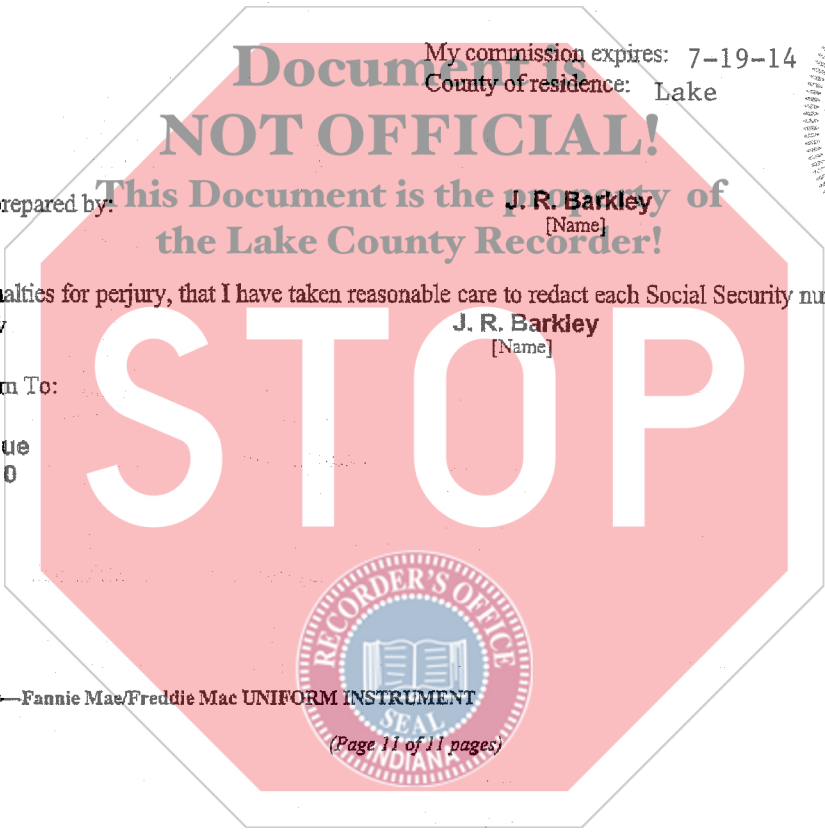 My commission expires: 7-19-14
County of residence: Lake
Document is
NOT OFFICIAL!
This Document is the property of
the Lake County Recorder!
repared by: J. R. Barkley
[Name]
alties for perjury, that I have taken reasonable care to redact each Social Security nu
J. R. Barkley
[Name]
n To:
ue
0
STOP
RECORDER'S OFFICE
SEAL
INDIANA
—Fannie Mae/Freddie Mac UNIFORM INSTRUMENT
(Page 11 of 11 pages)